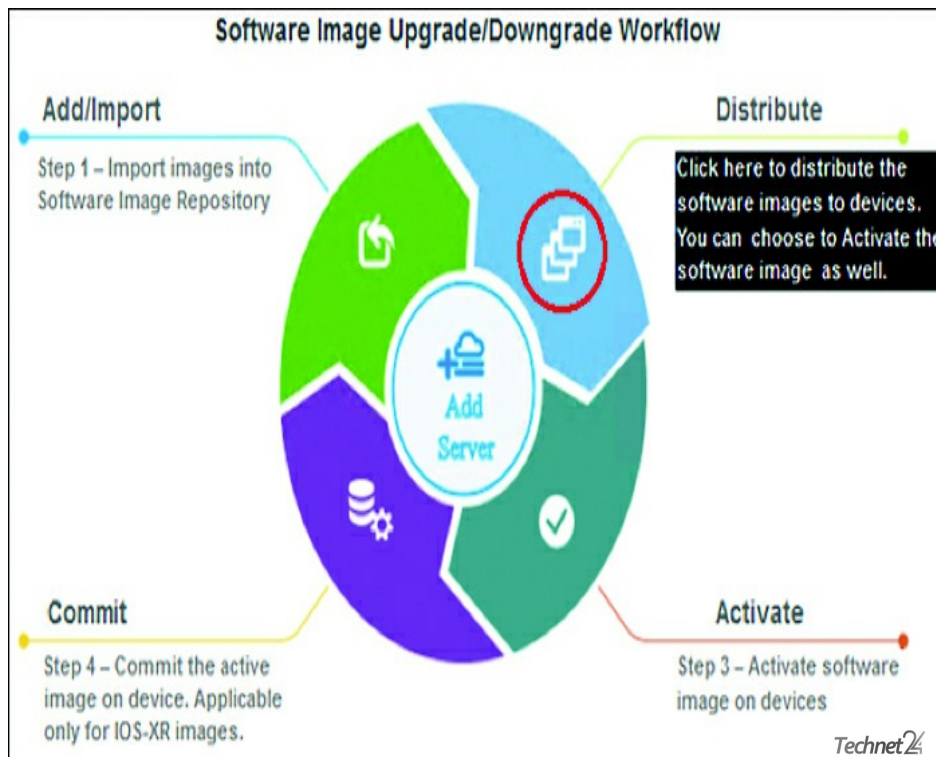 Software Image Upgrade/Downgrade Workflow
Add/Import
Step 1 – Import images into
Software Image Repository
Distribute
Click here to distribute the
software images to devices.
You can choose to Activate the
software image as well.
Add
Server
Commit
Step 4 – Commit the active
image on device. Applicable
only for IOS-XR images.
Activate
Step 3 – Activate software
image on devices
Technet24